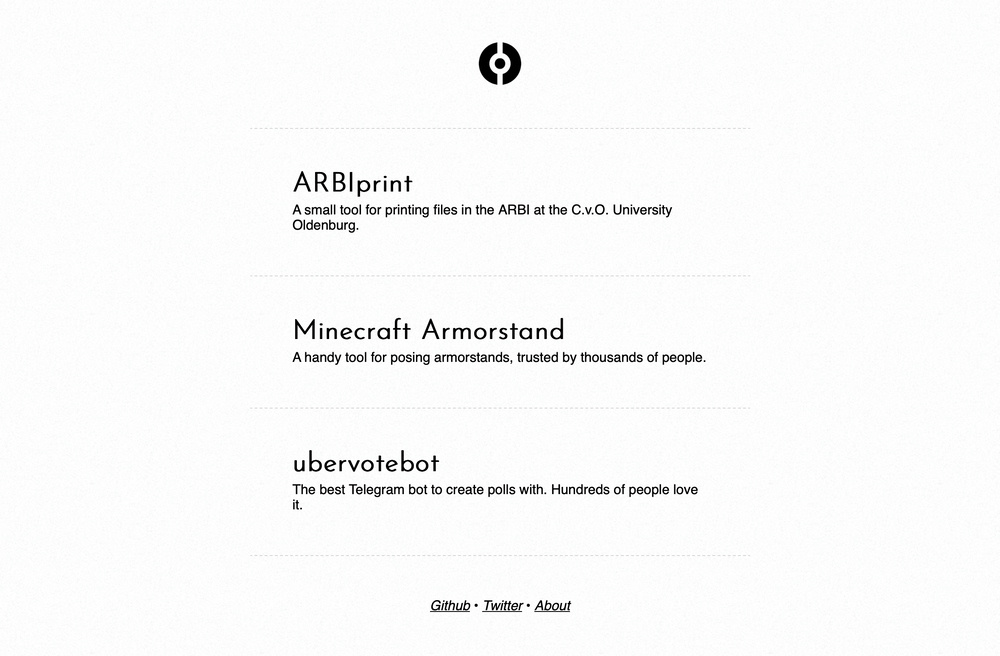 ARBIprint
A small tool for printing files in the ARBI at the C.v.O. University
Oldenburg.
Minecraft Armorstand
A handy tool for posing armorstands, trusted by thousands of people.
ubervotebot
The best Telegram bot to create polls with. Hundreds of people love
it.
Github • Twitter • About